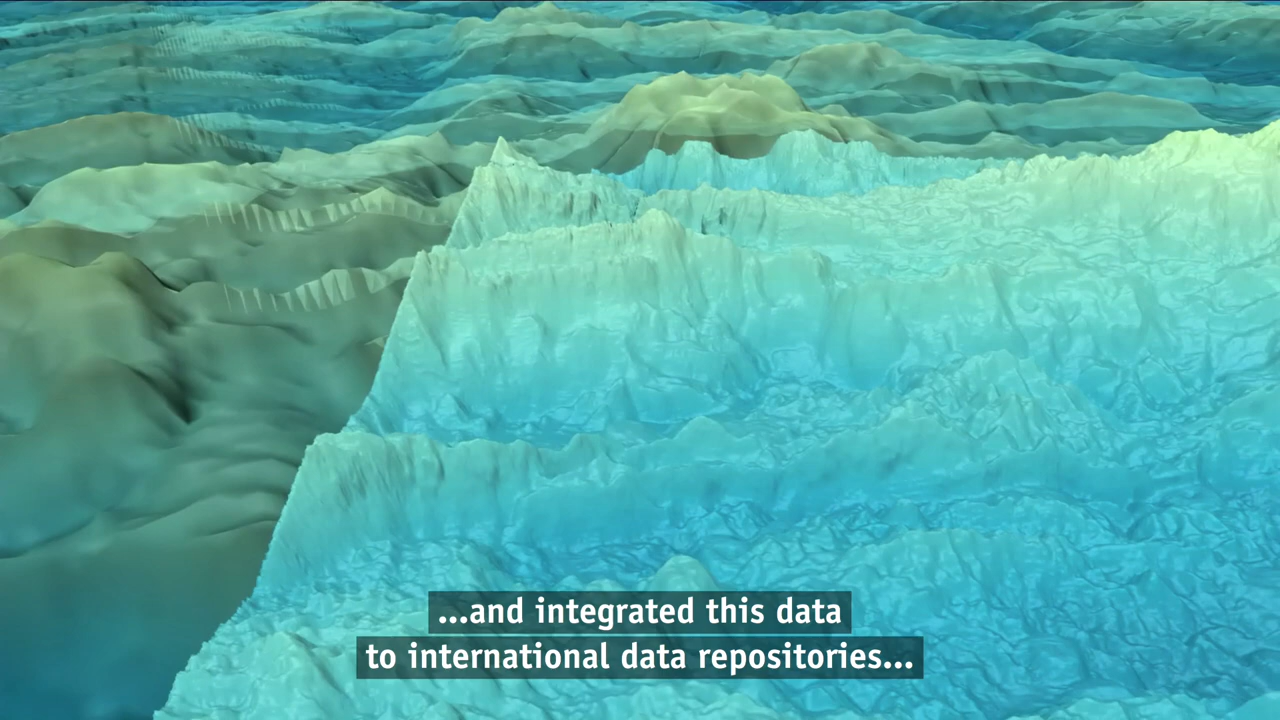 ...and integrated this data
to international data repositories...